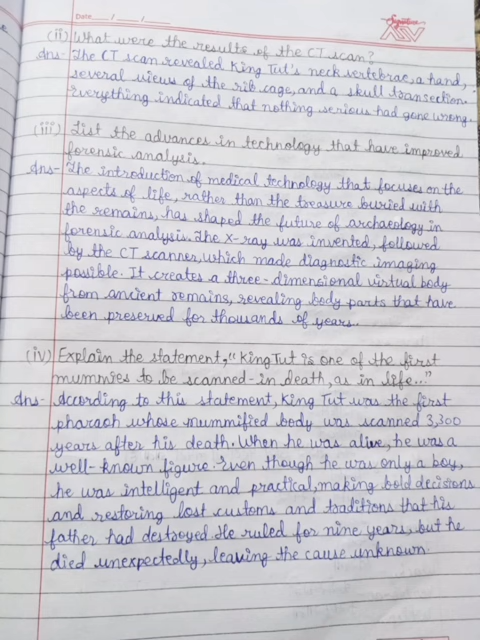 Date___/___/___
Supreme
(ii) What were the results of the CT scan?
Ans- The CT scan revealed King Tut's neck vertebrae, a hand,
several views of the rib cage, and a skull transection.
Everything indicated that nothing serious had gone wrong.
(iii) List the advances in technology that have improved
forensic analysis.
Ans- The introduction of medical technology that focuses on the
aspects of life, rather than the treasure buried with
the remains, has shaped the future of archaeology in
forensic analysis. The X-ray was invented, followed
by the CT scanner, which made diagnostic imaging
possible. It creates a three-dimensional virtual body
from ancient remains, revealing body parts that have
been preserved for thousands of years.
(iv) Explain the statement, "King Tut is one of the first
mummies to be scanned-in death, as in life..."
Ans- According to this statement, King Tut was the first
pharaoh whose mummified body was scanned 3,300
years after his death. When he was alive, he was a
well-known figure. Even though he was only a boy,
he was intelligent and practical, making bold decisions
and restoring lost customs and traditions that his
father had destroyed. He ruled for nine years, but he
died unexpectedly, leaving the cause unknown.